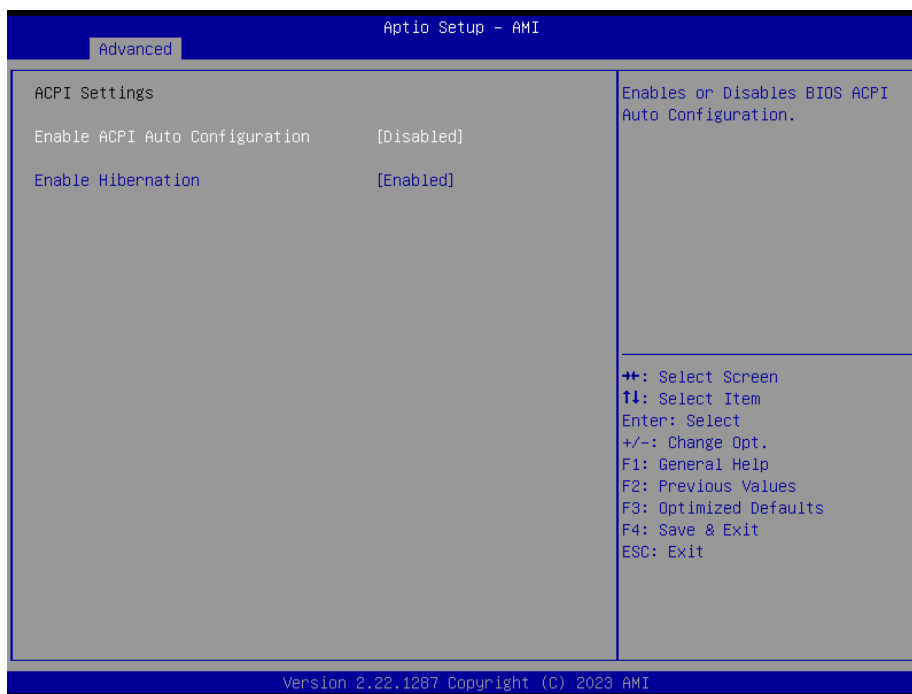 Aptio Setup - AMI
Advanced
ACPI Settings
Enable ACPI Auto Configuration [Disabled]
Enable Hibernation [Enabled]
Enables or Disables BIOS ACPI
Auto Configuration.
→←: Select Screen
↑↓: Select Item
Enter: Select
+/-: Change Opt.
F1: General Help
F2: Previous Values
F3: Optimized Defaults
F4: Save & Exit
ESC: Exit
Version 2.22.1287 Copyright (C) 2023 AMI